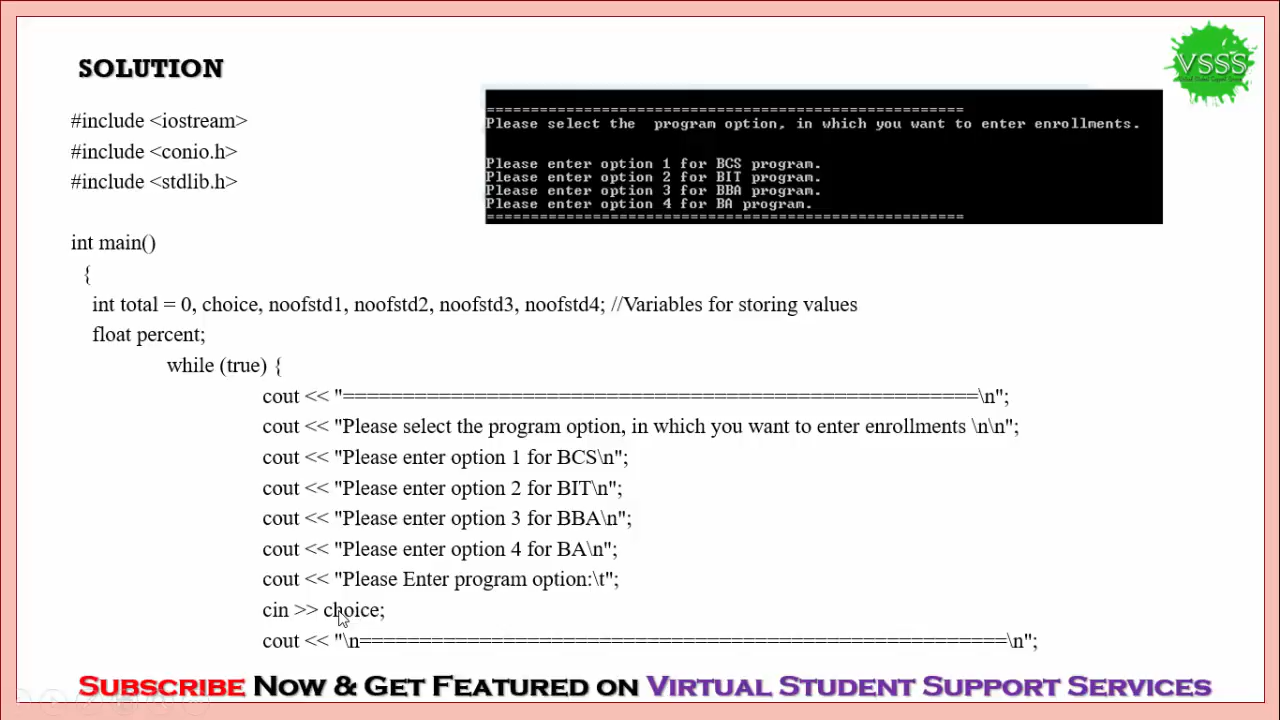 SOLUTION
VSSS
#include <iostream>
#include <conio.h>
#include <stdlib.h>
=====================================================
Please select the  program option, in which you want to enter enrollments.
Please enter option 1 for BCS program.
Please enter option 2 for BIT program.
Please enter option 3 for BBA program.
Please enter option 4 for BA program.
=====================================================
int main()
{
int total = 0, choice, noofstd1, noofstd2, noofstd3, noofstd4; //Variables for storing values
float percent;
while (true) {
cout << "=====================================================\n";
cout << "Please select the program option, in which you want to enter enrollments \n\n";
cout << "Please enter option 1 for BCS\n";
cout << "Please enter option 2 for BIT\n";
cout << "Please enter option 3 for BBA\n";
cout << "Please enter option 4 for BA\n";
cout << "Please Enter program option:\t";
cin >> choice;
cout << "\n======================================================\n";
SUBSCRIBE NOW & GET FEATURED ON VIRTUAL STUDENT SUPPORT SERVICES